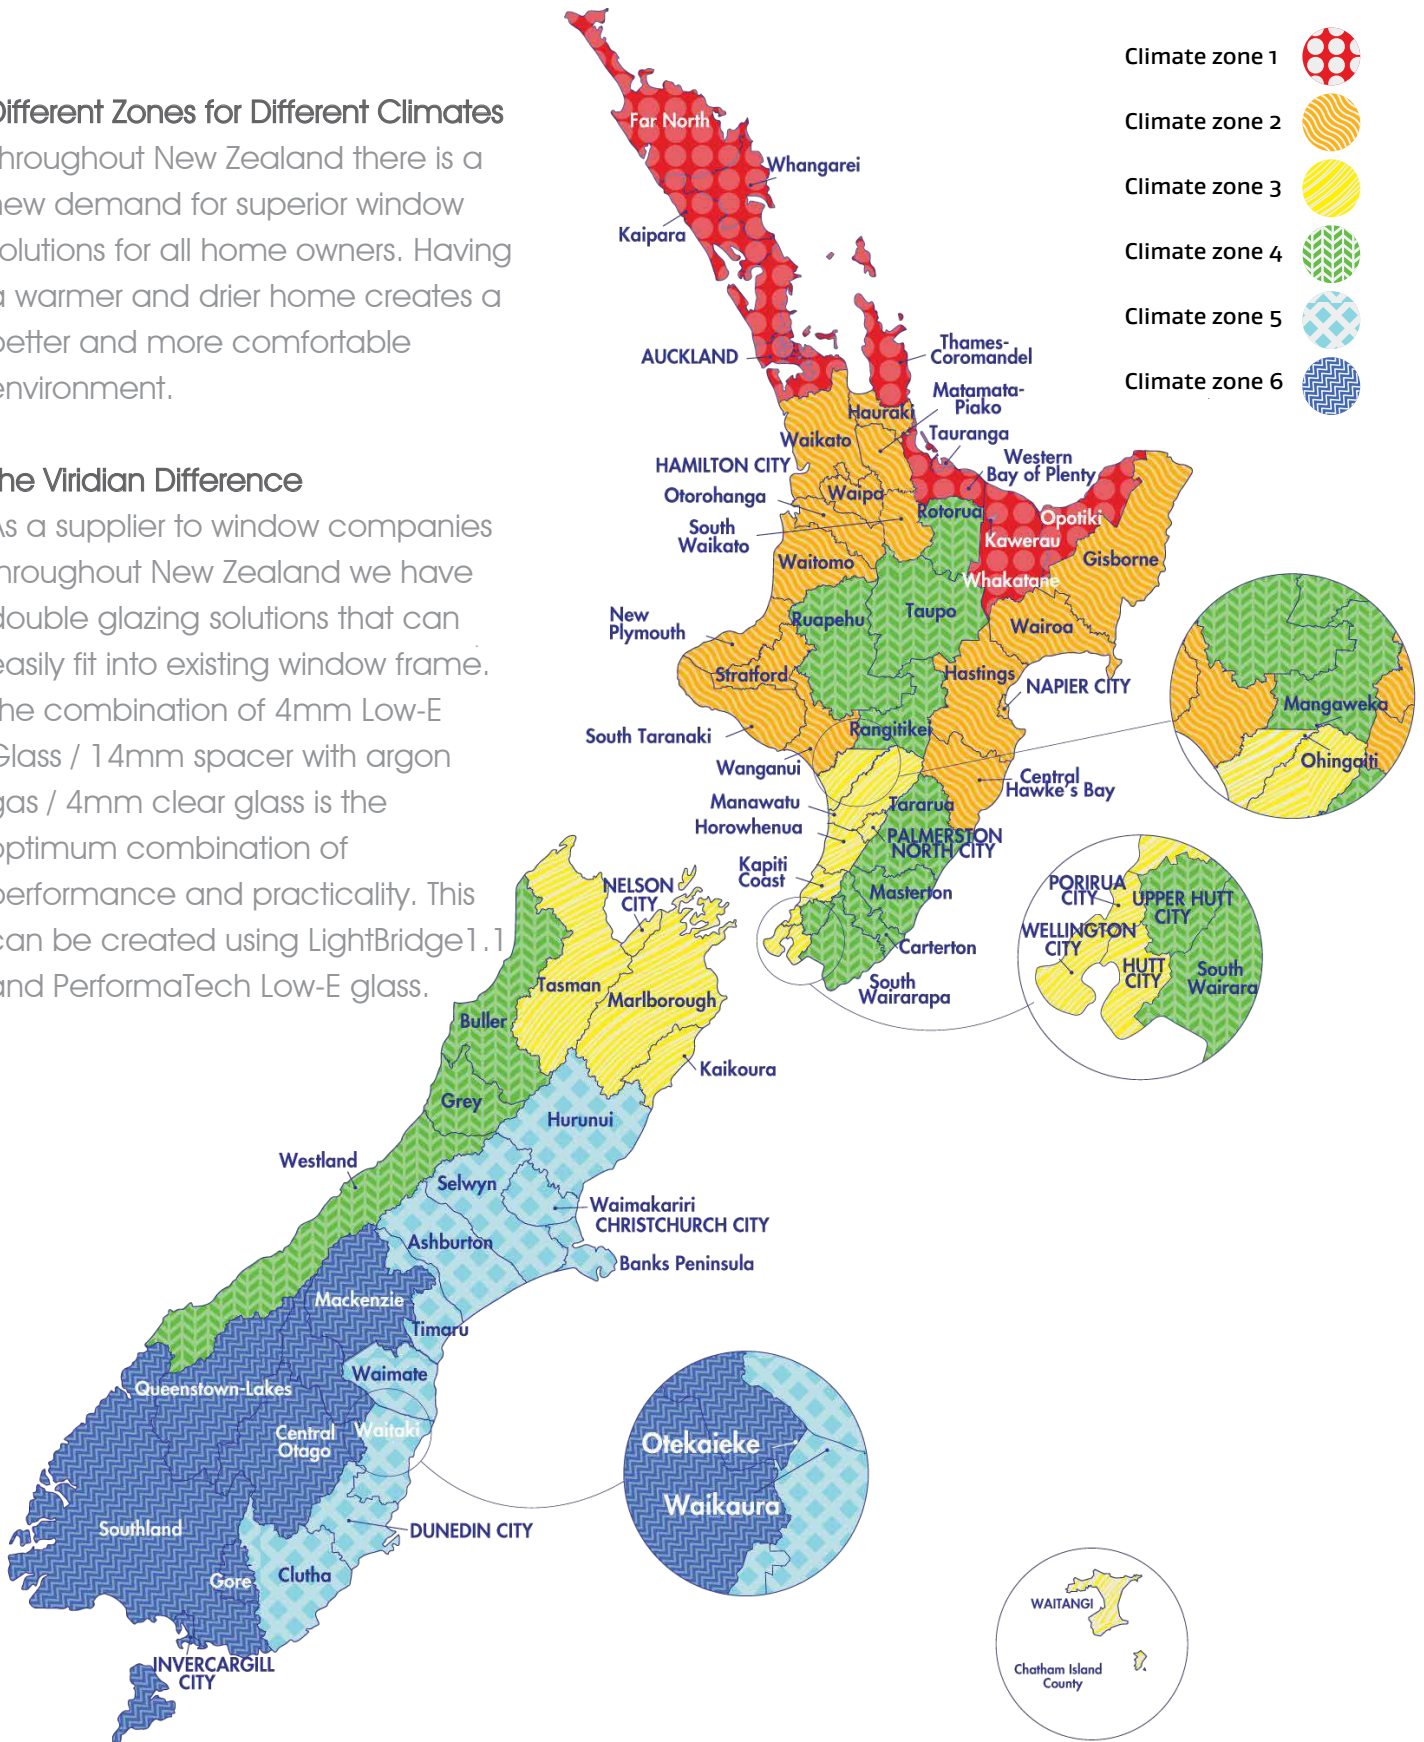 Different Zones for Different Climates
throughout New Zealand there is a
new demand for superior window
solutions for all home owners. Having
a warmer and drier home creates a
better and more comfortable
environment.
the Viridian Difference
As a supplier to window companies
throughout New Zealand we have
double glazing solutions that can
easily fit into existing window frame.
the combination of 4mm Low-E
Glass / 14mm spacer with argon
gas / 4mm clear glass is the
optimum combination of
performance and practicality. This
can be created using LightBridge1.1
and PerformaTech Low-E glass.
Climate zone 1
Climate zone 2
Climate zone 3
Climate zone 4
Climate zone 5
Climate zone 6
Far North
Whangarei
Kaipara
AUCKLAND
Thames-
Coromandel
Matamata-
Piako
Hauraki
Tauranga
Waikato
Western
Bay of Plenty
HAMILTON CITY
Otorohanga
Waipa
South
Waikato
Rotorua
Opotiki
Kawerau
Waitomo
Gisborne
Whakatane
New
Plymouth
Ruapehu
Taupo
Wairoa
Stratford
Hastings
NAPIER CITY
South Taranaki
Rangitikei
Wanganui
Central
Hawke's Bay
Manawatu
Tararua
Horowhenua
PALMERSTON
NORTH CITY
Kapiti
Coast
Masterton
Carterton
South
Wairarapa
Mangaweka
Ohingaiti
PORIRUA
CITY
UPPER HUTT
CITY
WELLINGTON
CITY
HUTT
CITY
South
Wairara
NELSON
CITY
Tasman
Marlborough
Buller
Kaikoura
Grey
Hurunui
Westland
Selwyn
Waimakariri
CHRISTCHURCH CITY
Ashburton
Banks Peninsula
Mackenzie
Timaru
Waimate
Queenstown-Lakes
Central
Otago
Waitaki
Otekaieke
Waikaura
Southland
DUNEDIN CITY
Gore
Clutha
INVERCARGILL
CITY
WAITANGI
Chatham Island
County